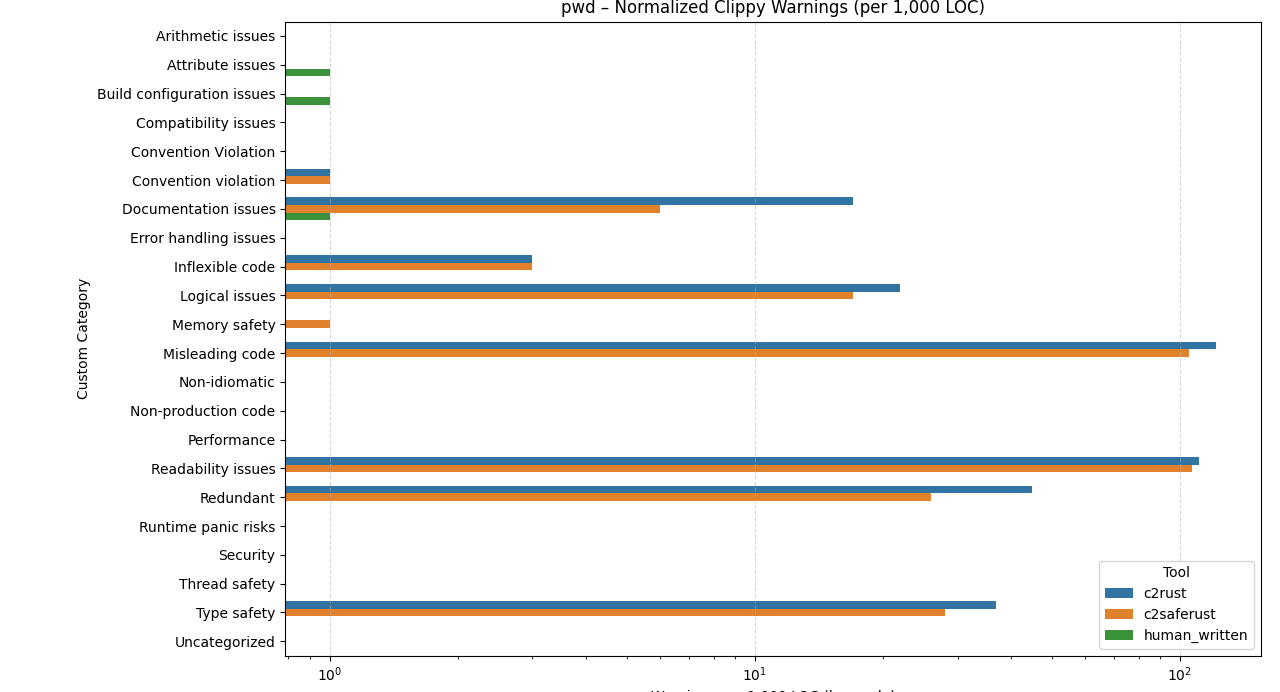 pwd – Normalized Clippy Warnings (per 1,000 LOC)
Custom Category
Arithmetic issues
Attribute issues
Build configuration issues
Compatibility issues
Convention Violation
Convention violation
Documentation issues
Error handling issues
Inflexible code
Logical issues
Memory safety
Misleading code
Non-idiomatic
Non-production code
Performance
Readability issues
Redundant
Runtime panic risks
Security
Thread safety
Type safety
Uncategorized
Tool
c2rust
c2saferust
human_written
10⁰
10¹
10²